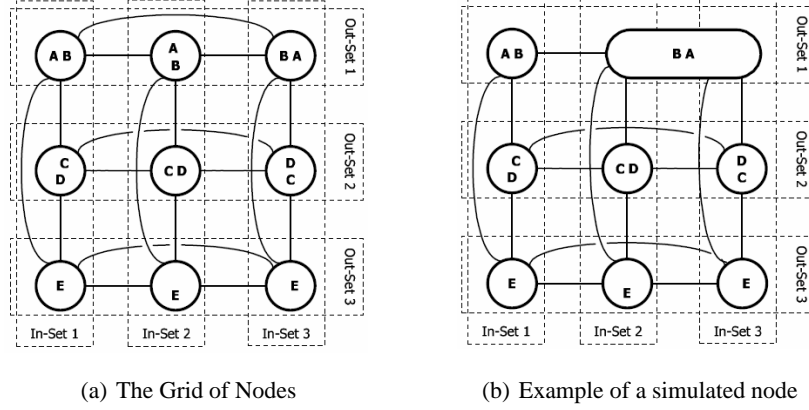 A B
A
B
B A
Out-Set 1
C
D
C D
D
C
Out-Set 2
E
E
E
Out-Set 3
In-Set 1
In-Set 2
In-Set 3
(a) The Grid of Nodes
A B
B A
Out-Set 1
C
D
C D
D
C
Out-Set 2
E
E
E
Out-Set 3
In-Set 1
In-Set 2
In-Set 3
(b) Example of a simulated node